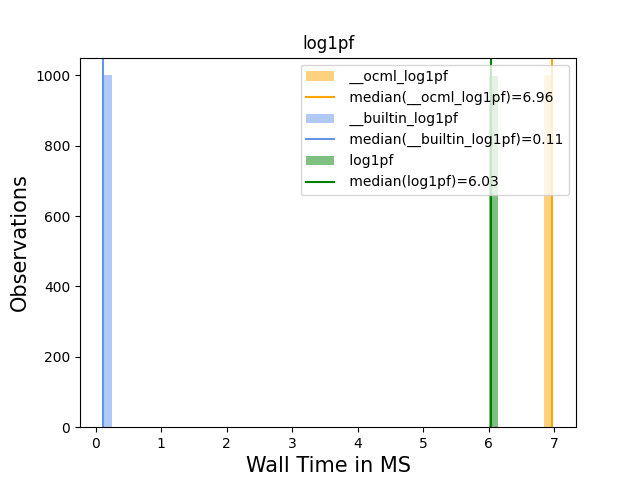 log1pf
1000
800
600
400
200
0
Observations
__ocml_log1pf
median(__ocml_log1pf)=6.96
__builtin_log1pf
median(__builtin_log1pf)=0.11
log1pf
median(log1pf)=6.03
0 1 2 3 4 5 6 7
Wall Time in MS